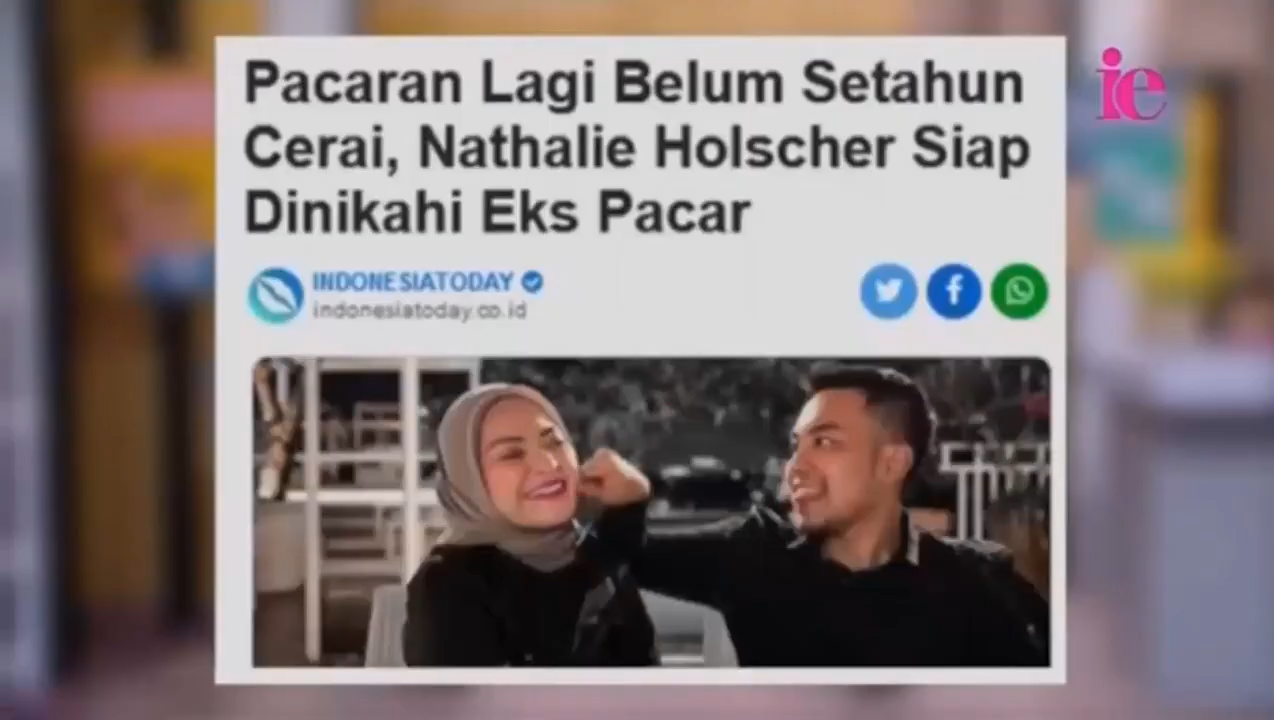 Pacaran Lagi Belum Setahun
Cerai, Nathalie Holscher Siap
Dinikahi Eks Pacar
INDONESIATODAY
indonesiatoday.co.id
ie